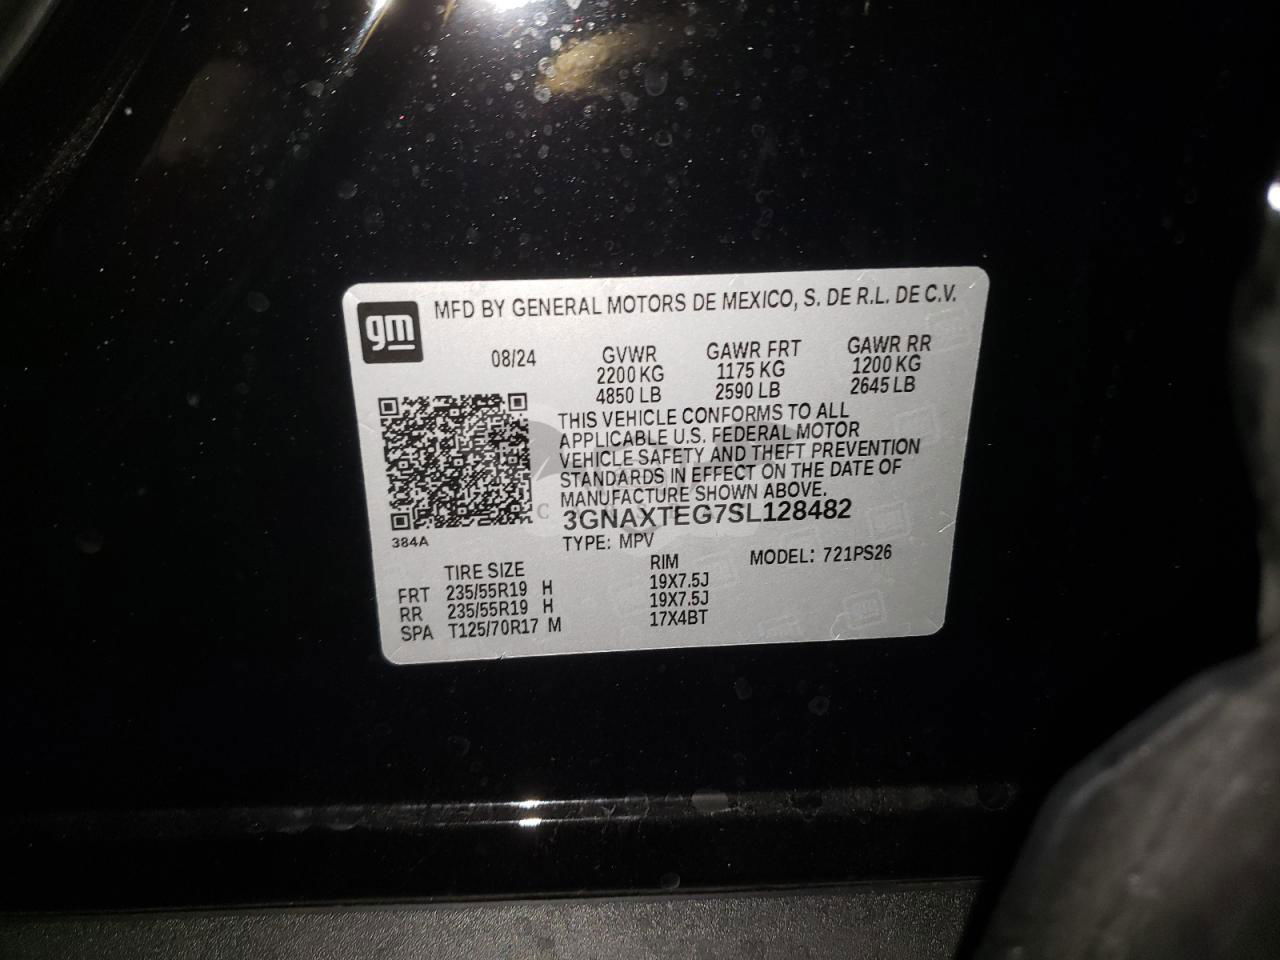 gm MFD BY GENERAL MOTORS DE MEXICO, S. DE R.L. DE C.V.
08/24 GVWR GAWR FRT GAWR RR
2200 KG 1175 KG 1200 KG
4850 LB 2590 LB 2645 LB
THIS VEHICLE CONFORMS TO ALL
APPLICABLE U.S. FEDERAL MOTOR
VEHICLE SAFETY AND THEFT PREVENTION
STANDARDS IN EFFECT ON THE DATE OF
MANUFACTURE SHOWN ABOVE.
3GNAXTEG7SL128482
384A
TYPE: MPV MODEL: 721PS26
TIRE SIZE RIM
FRT 235/55R19 H 19X7.5J
RR 235/55R19 H 19X7.5J
SPA T125/70R17 M 17X4BT